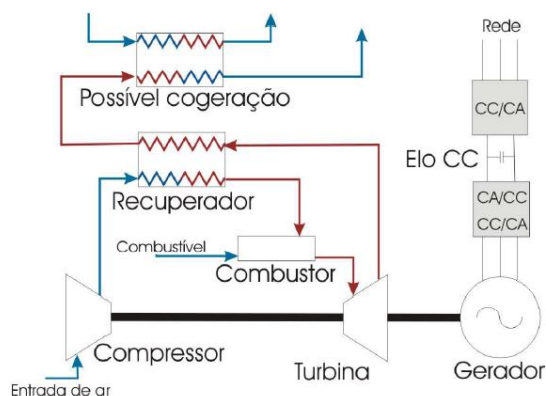 Rede
Possível cogeração
CC/CA
Elo CC
Recuperador
CA/CC
CC/CA
Combustível
Combustor
Compressor
Turbina
Gerador
Entrada de ar